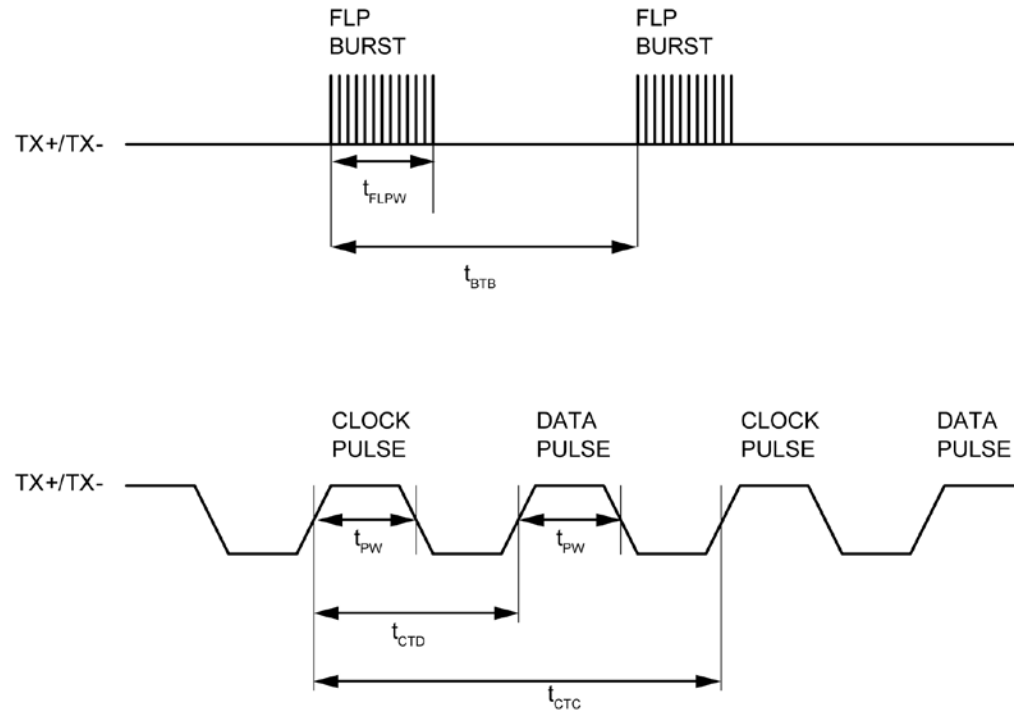 FLP
BURST
FLP
BURST
TX+/TX-
tFLPW
tBTB
CLOCK
PULSE
DATA
PULSE
CLOCK
PULSE
DATA
PULSE
TX+/TX-
tPW
tPW
tCTD
tCTC